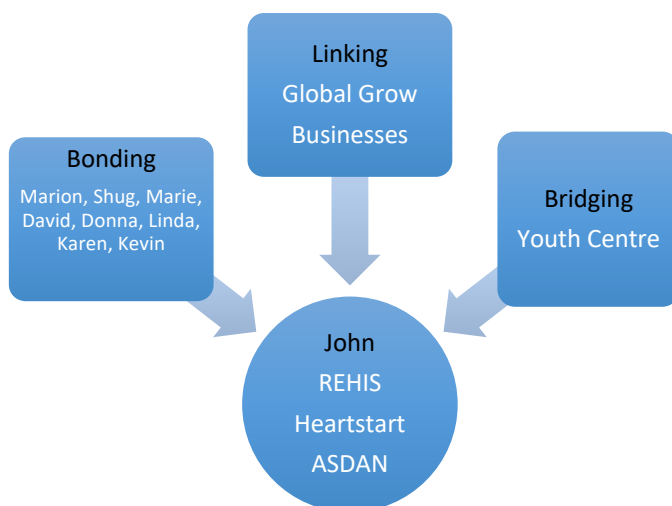 Linking
Global Grow
Businesses
Bonding
Marion, Shug, Marie,
David, Donna, Linda,
Karen, Kevin
Bridging
Youth Centre
John
REHIS
Heartstart
ASDAN